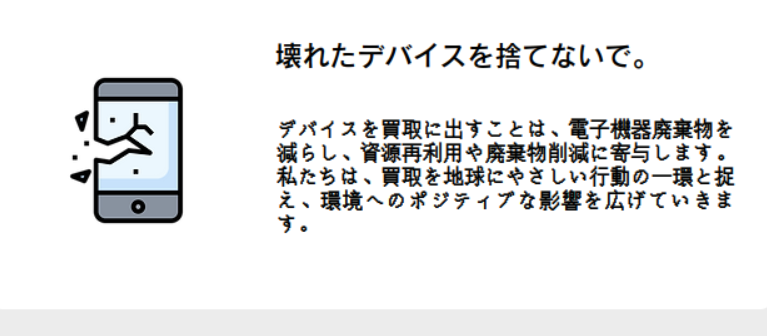 壊れたデバイスを捨てないで。
デバイスを買取に出すことは、電子機器廃棄物を
減らし、資源再利用や廃棄物削減に寄与します。
私たちは、買取を地球にやさしい行動の一環と捉
え、環境へのポジティブな影響を広げていきま
す。